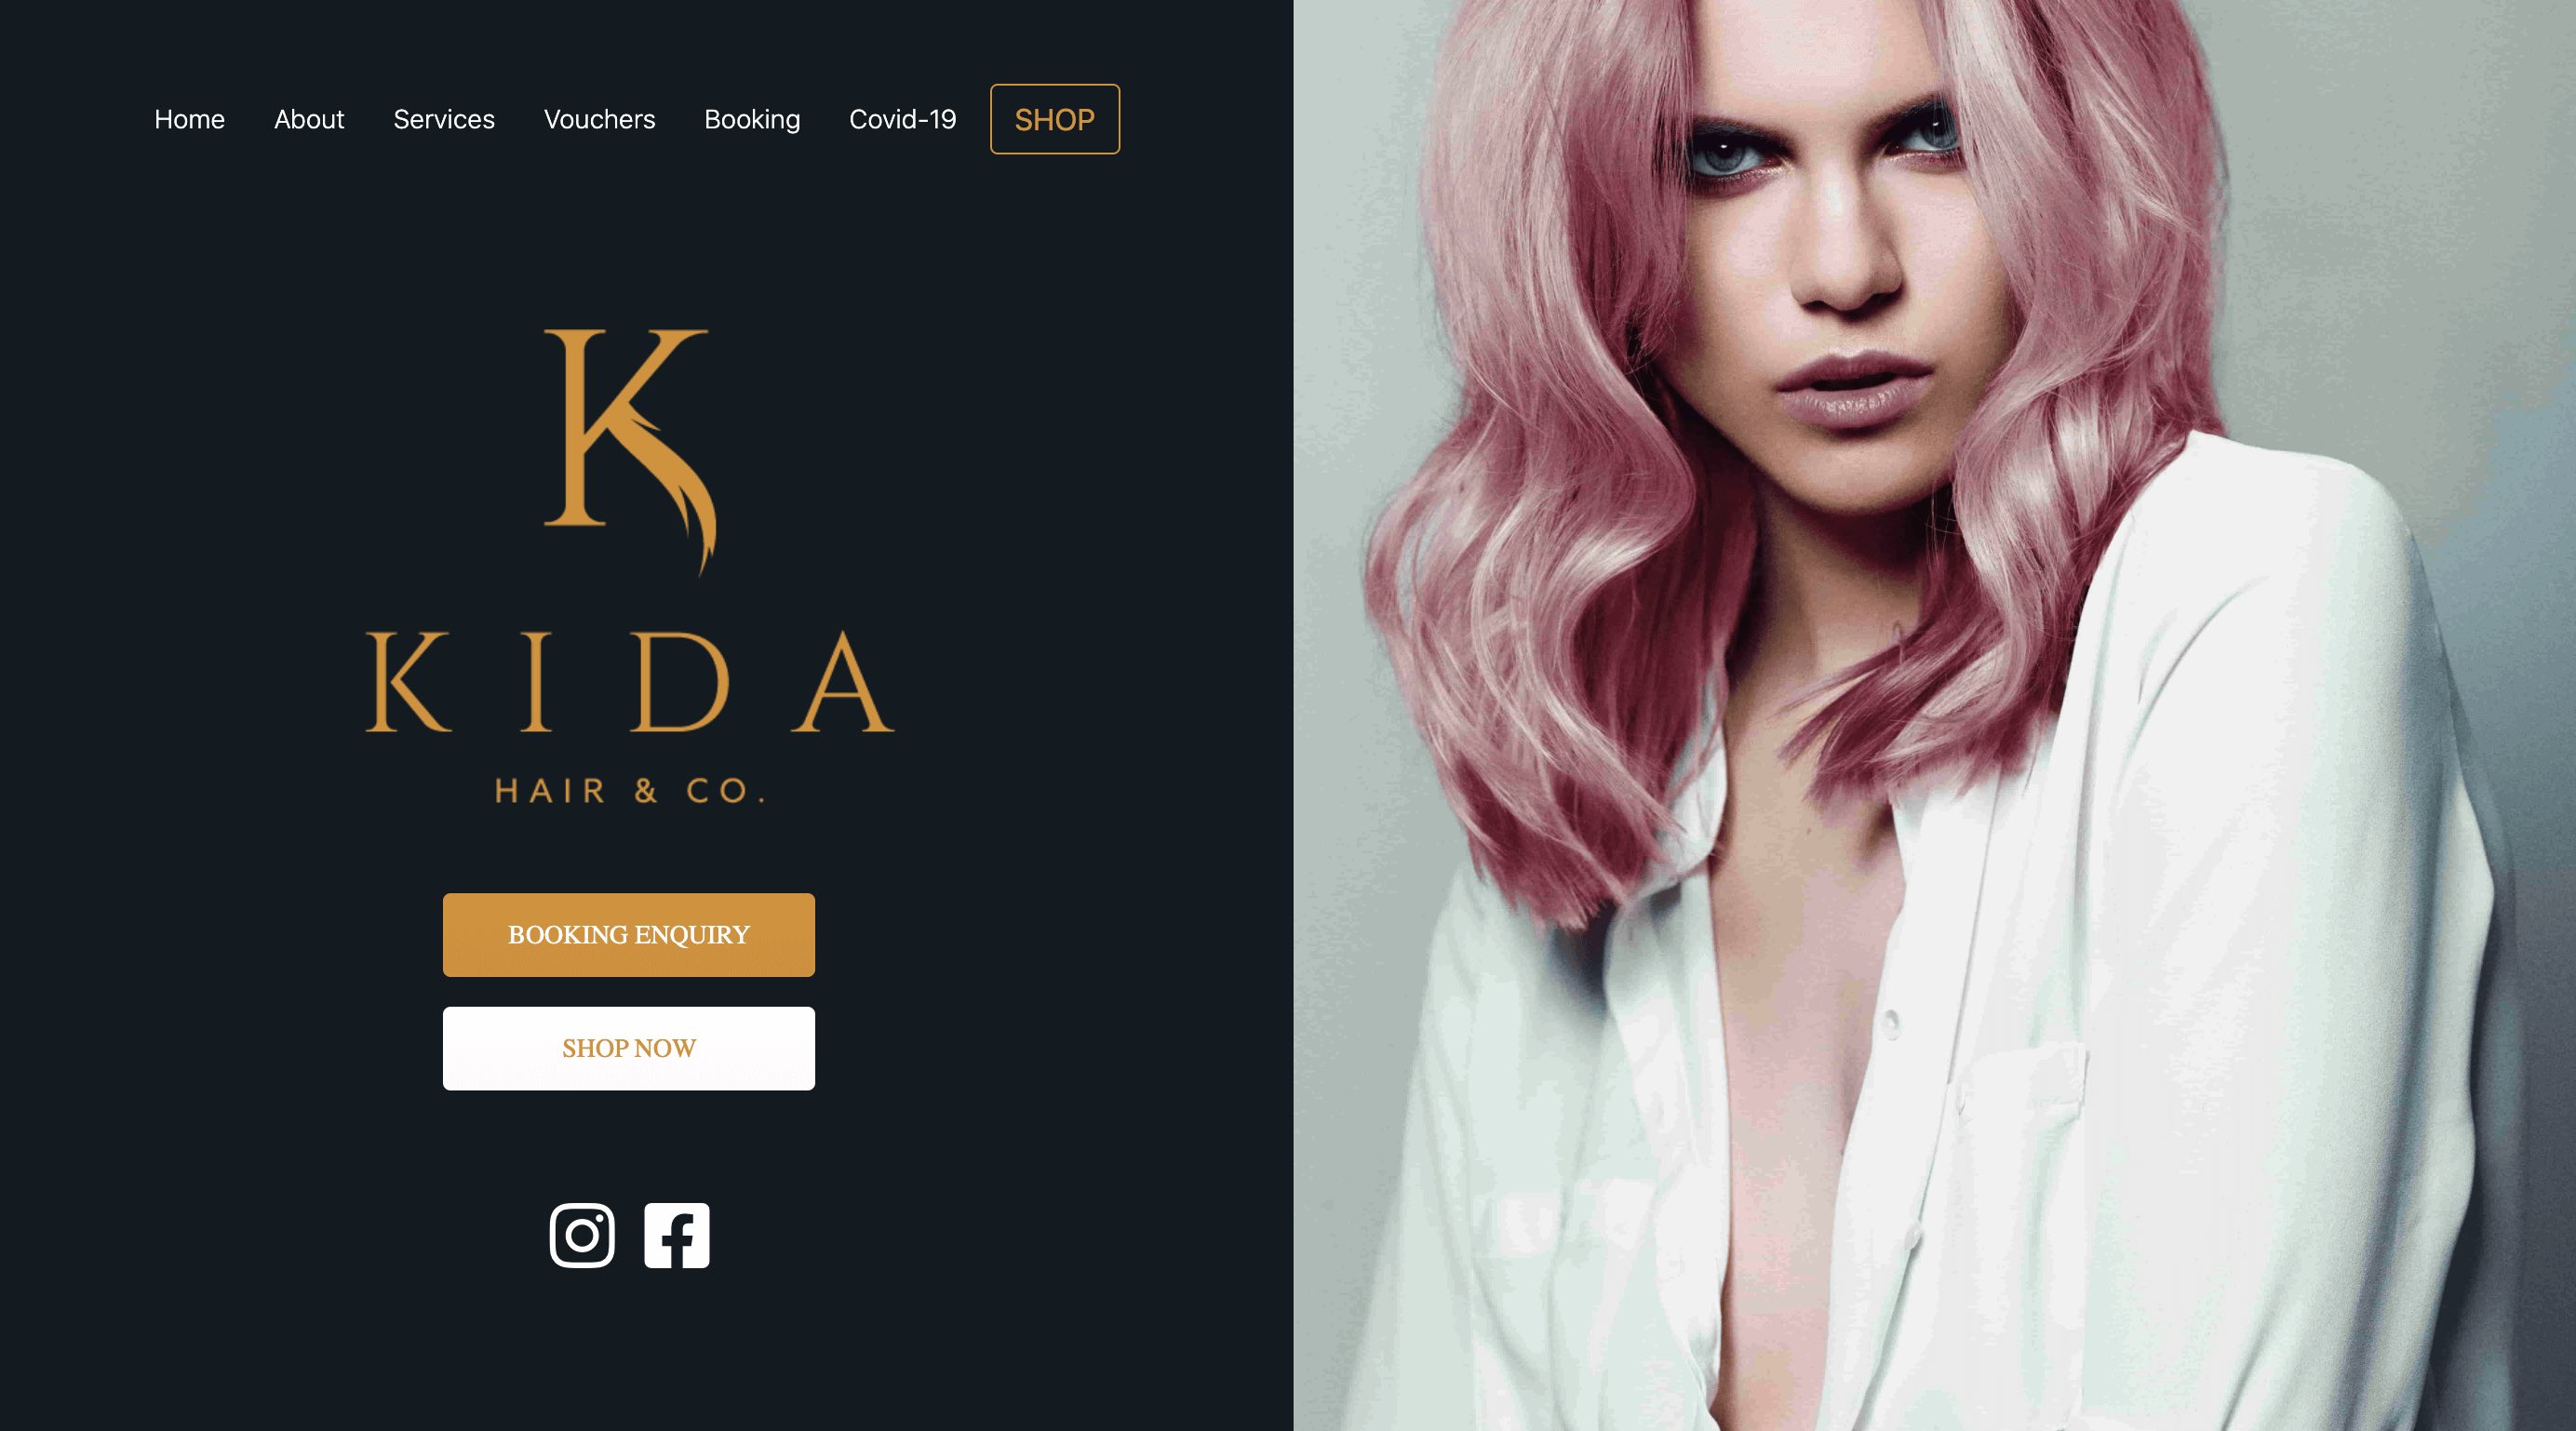 Home About Services Vouchers Booking Covid-19 SHOP
K
KIDA
HAIR & CO.
BOOKING ENQUIRY
SHOP NOW